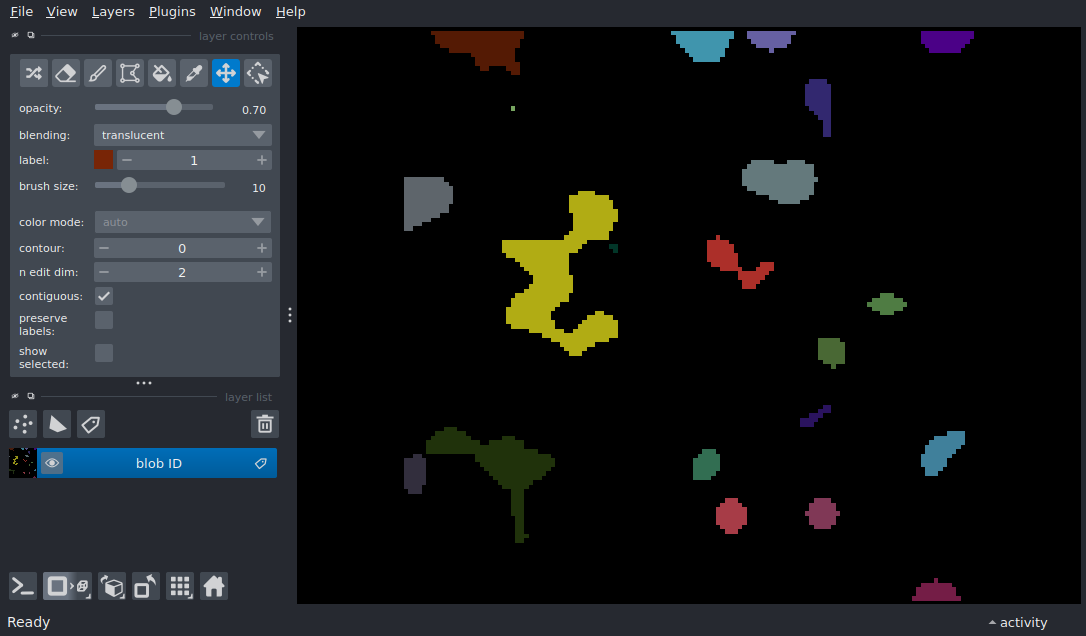 File View Layers Plugins Window Help
layer controls
opacity: 0.70
blending: translucent
label: 1
brush size: 10
color mode: auto
contour: 0
n edit dim: 2
contiguous:
preserve
labels:
show
selected:
layer list
blob ID
Ready
activity